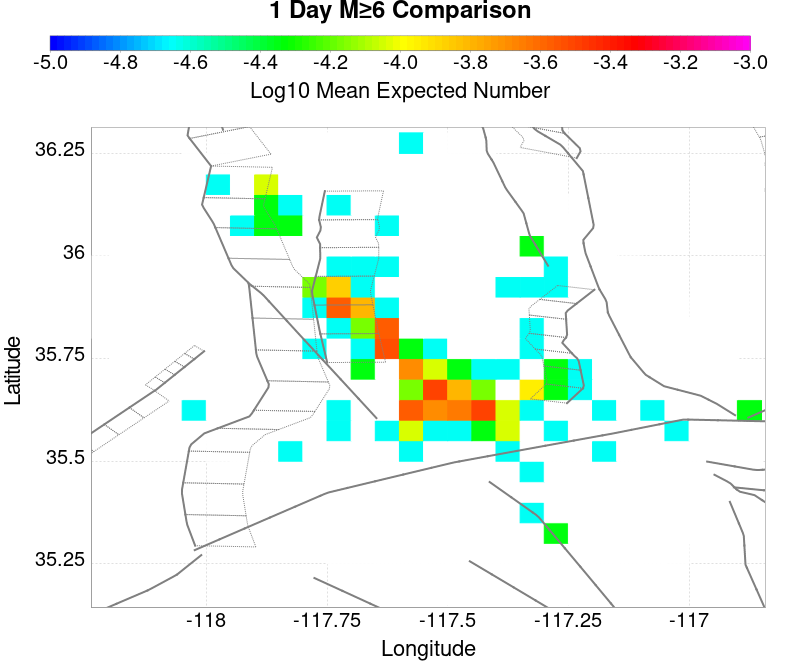 1 Day M≥6 Comparison
-5.0 -4.8 -4.6 -4.4 -4.2 -4.0 -3.8 -3.6 -3.4 -3.2 -3.0
Log10 Mean Expected Number
36.25
36
35.75
35.5
35.25
Latitude
-118 -117.75 -117.5 -117.25 -117
Longitude